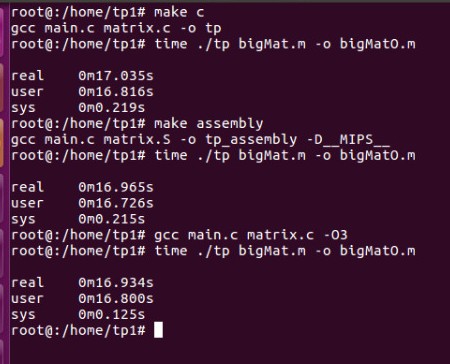 root@:/home/tp1# make c
gcc main.c matrix.c -o tp
root@:/home/tp1# time ./tp bigMat.m -o bigMatO.m
real 0m17.035s
user 0m16.816s
sys 0m0.219s
root@:/home/tp1# make assembly
gcc main.c matrix.S -o tp_assembly -D__MIPS__
root@:/home/tp1# time ./tp bigMat.m -o bigMatO.m
real 0m16.965s
user 0m16.726s
sys 0m0.215s
root@:/home/tp1# gcc main.c matrix.c -O3
root@:/home/tp1# time ./tp bigMat.m -o bigMatO.m
real 0m16.934s
user 0m16.800s
sys 0m0.125s
root@:/home/tp1#